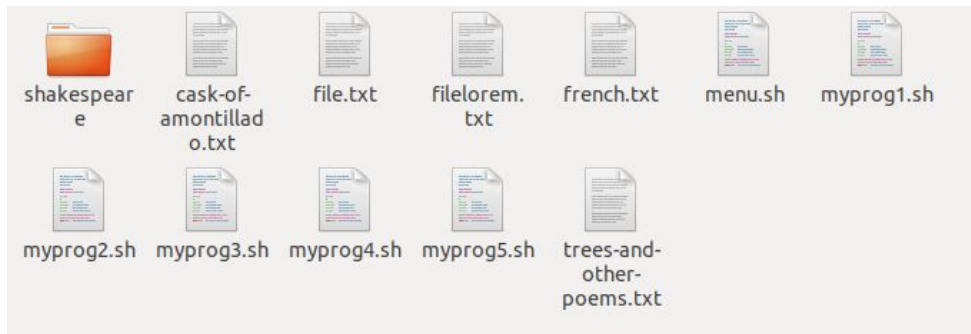 shakespear
e
cask-of-
amontillad
o.txt
file.txt
filelorem.
txt
french.txt
menu.sh
myprog1.sh
myprog2.sh
myprog3.sh
myprog4.sh
myprog5.sh
trees-and-
other-
poems.txt